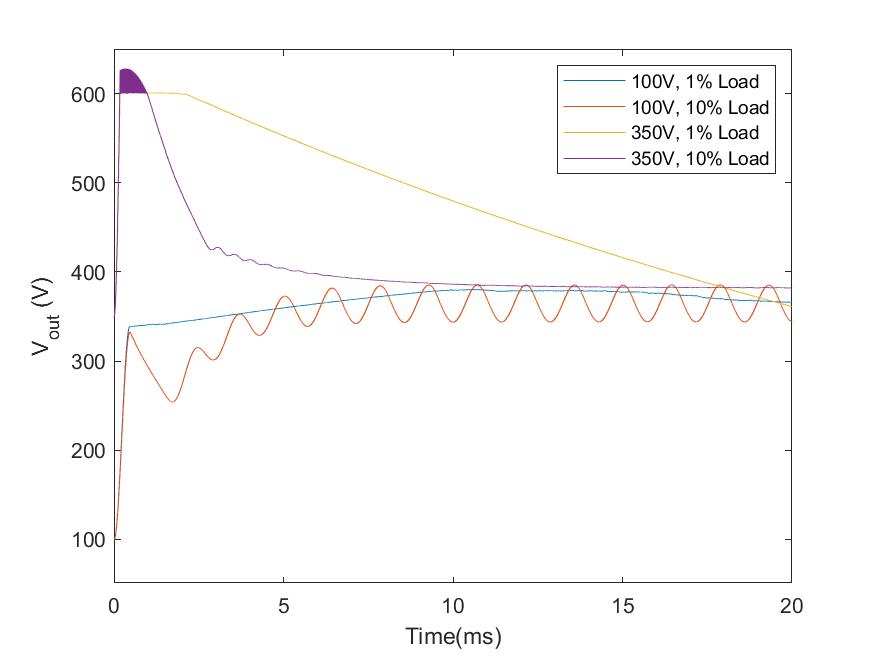 600
500
400
300
200
100
V_out (V)
100V, 1% Load
100V, 10% Load
350V, 1% Load
350V, 10% Load
0 5 10 15 20
Time(ms)